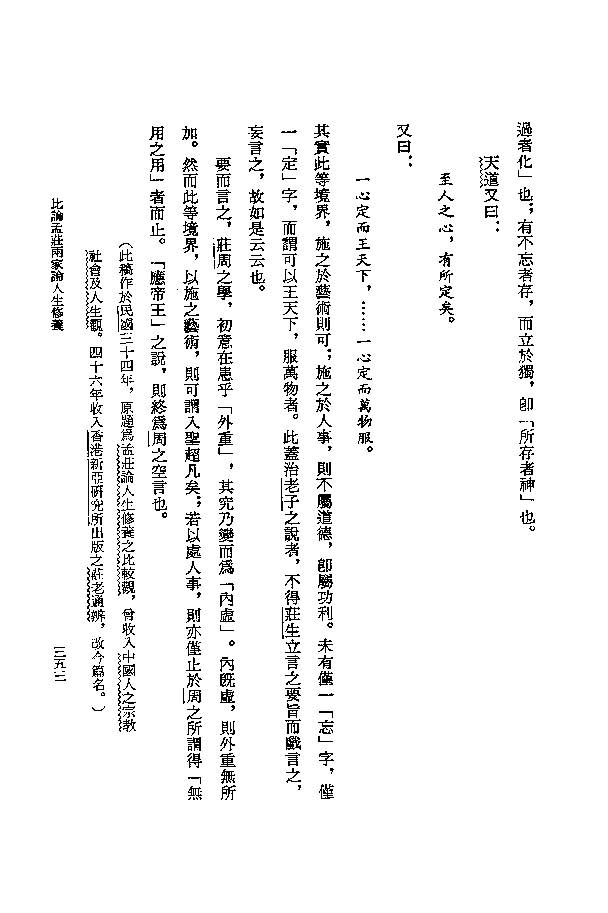 過者化」也；有不忘者存，而立於獨，卽「所存者神」也。
天道又曰：
至人之心，有所定矣。
又曰：
一心定而王天下，……一心定而萬物服。
其實此等境界，施之於藝術則可；施之於人事，則不屬道德，卽屬功利。未有僅一「忘」字，僅
一「定」字，而謂可以王天下，服萬物者。此蓋治老子之說者，不得莊生立言之要旨而戲言之，
妄言之，故如是云云也。
要而言之，莊周之學，初意在患乎「外重」，其究乃變而爲「內虛」。內旣虛，則外重無所
加。然而此等境界，以施之藝術，則可謂入聖超凡矣；若以處人事，則亦僅止於周之所謂得「無
用之用」者而止。「應帝王」之說，則終爲周之空言也。
（此稿作於民國三十四年，原題爲孟莊論人生修養之比較觀，曾收入中國人之宗教
社會及人生觀。四十六年收入香港新亞研究所出版之莊老通辨，改今篇名。）
比論孟莊兩家論人生修養
三五三